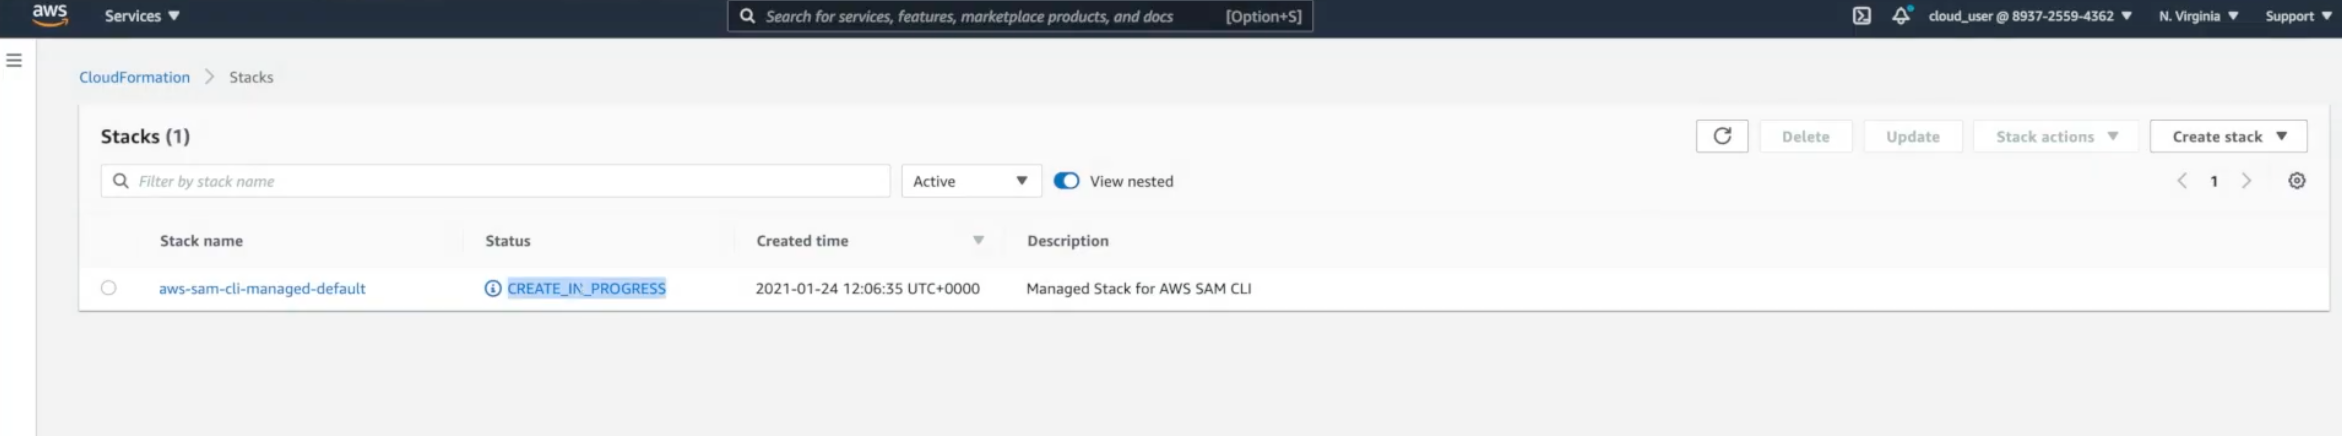 aws Services Search for services, features, marketplace products, and docs [Option+S] cloud_user @ 8937-2559-4362 N. Virginia Support
CloudFormation > Stacks
Stacks (1) Delete Update Stack actions Create stack
Filter by stack name Active View nested < 1 >
Stack name Status Created time Description
aws-sam-cli-managed-default CREATE_IN_PROGRESS 2021-01-24 12:06:35 UTC+0000 Managed Stack for AWS SAM CLI